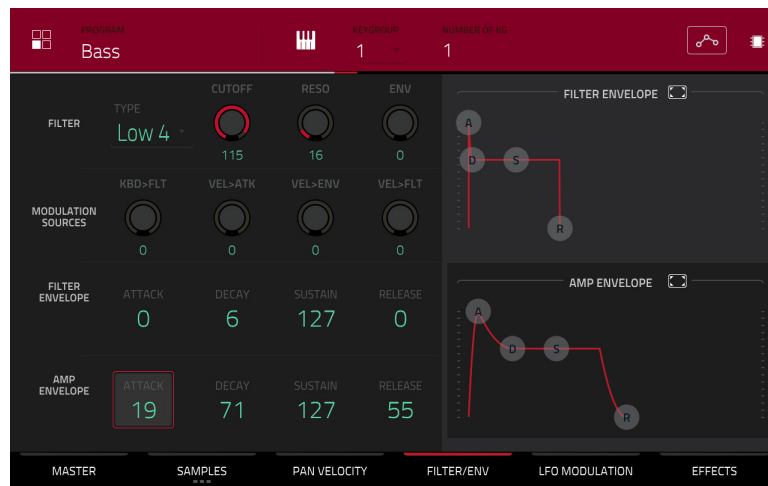 PROGRAM
Bass
KEYGROUP
1
NUMBER OF KG
1
FILTER
TYPE
Low 4
CUTOFF
115
RESO
16
ENV
0
MODULATION
SOURCES
KBD>FLT
0
VEL>ATK
0
VEL>ENV
0
VEL>FLT
0
FILTER
ENVELOPE
ATTACK
0
DECAY
6
SUSTAIN
127
RELEASE
0
AMP
ENVELOPE
ATTACK
19
DECAY
71
SUSTAIN
127
RELEASE
55
FILTER ENVELOPE
A
D
S
R
AMP ENVELOPE
A
D
S
R
MASTER
SAMPLES
PAN VELOCITY
FILTER/ENV
LFO MODULATION
EFFECTS